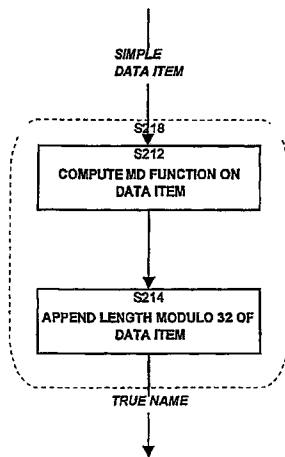 SIMPLE
DATA ITEM
S218
S212
COMPUTE MD FUNCTION ON
DATA ITEM
S214
APPEND LENGTH MODULO 32 OF
DATA ITEM
TRUE NAME